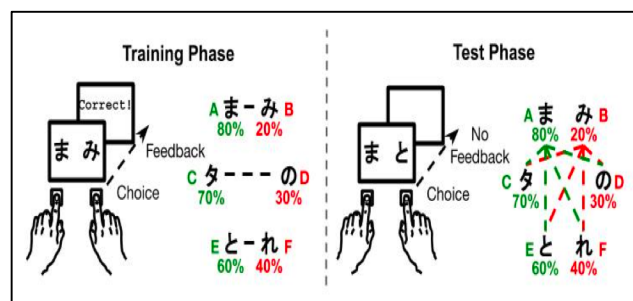 Training Phase
Correct!
ま み
Feedback
Choice
A ま - み B
80% 20%
C タ - - - の D
70% 30%
E と - れ F
60% 40%
Test Phase
ま と
No
Feedback
Choice
A ま み B
80% 20%
C タ の D
70% 30%
E と れ F
60% 40%